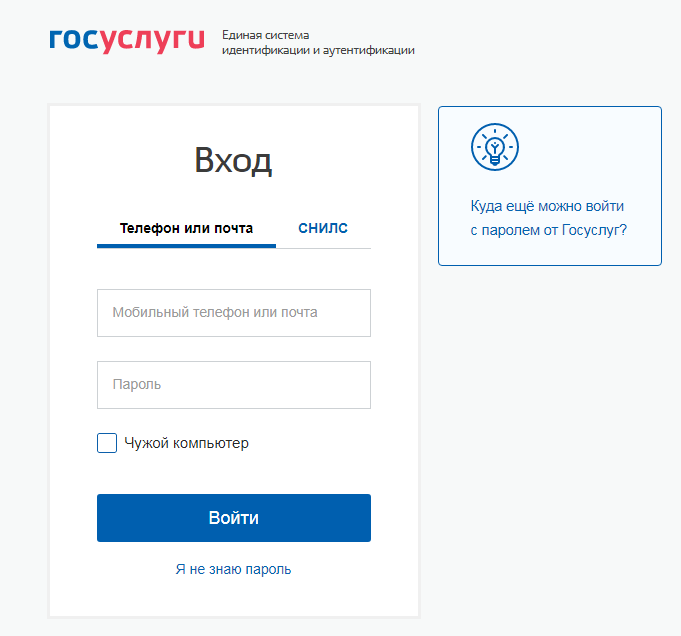 госуслуги
Единая система
идентификации и аутентификации
Вход
Телефон или почта СНИЛС
Мобильный телефон или почта
Пароль
Чужой компьютер
Войти
Я не знаю пароль
Куда ещё можно войти
с паролем от Госуслуг?